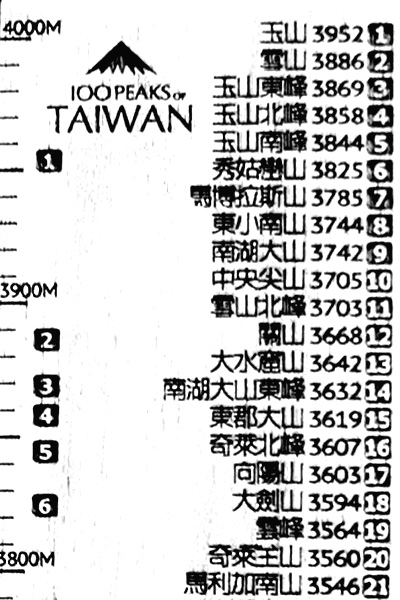 4000M
100 PEAKS OF
TAIWAN
玉山 3952 1
雪山 3886 2
玉山東峰 3869 3
玉山北峰 3858 4
玉山南峰 3844 5
秀姑巒山 3825 6
馬博拉斯山 3785 7
東小南山 3744 8
南湖大山 3742 9
中央尖山 3705 10
雪山北峰 3703 11
關山 3668 12
大水窟山 3642 13
南湖大山東峰 3632 14
東郡大山 3619 15
奇萊北峰 3607 16
向陽山 3603 17
大劍山 3594 18
雪峰 3564 19
奇萊主山 3560 20
馬利加南山 3546 21
1
3900M
2
3
4
5
6
3800M